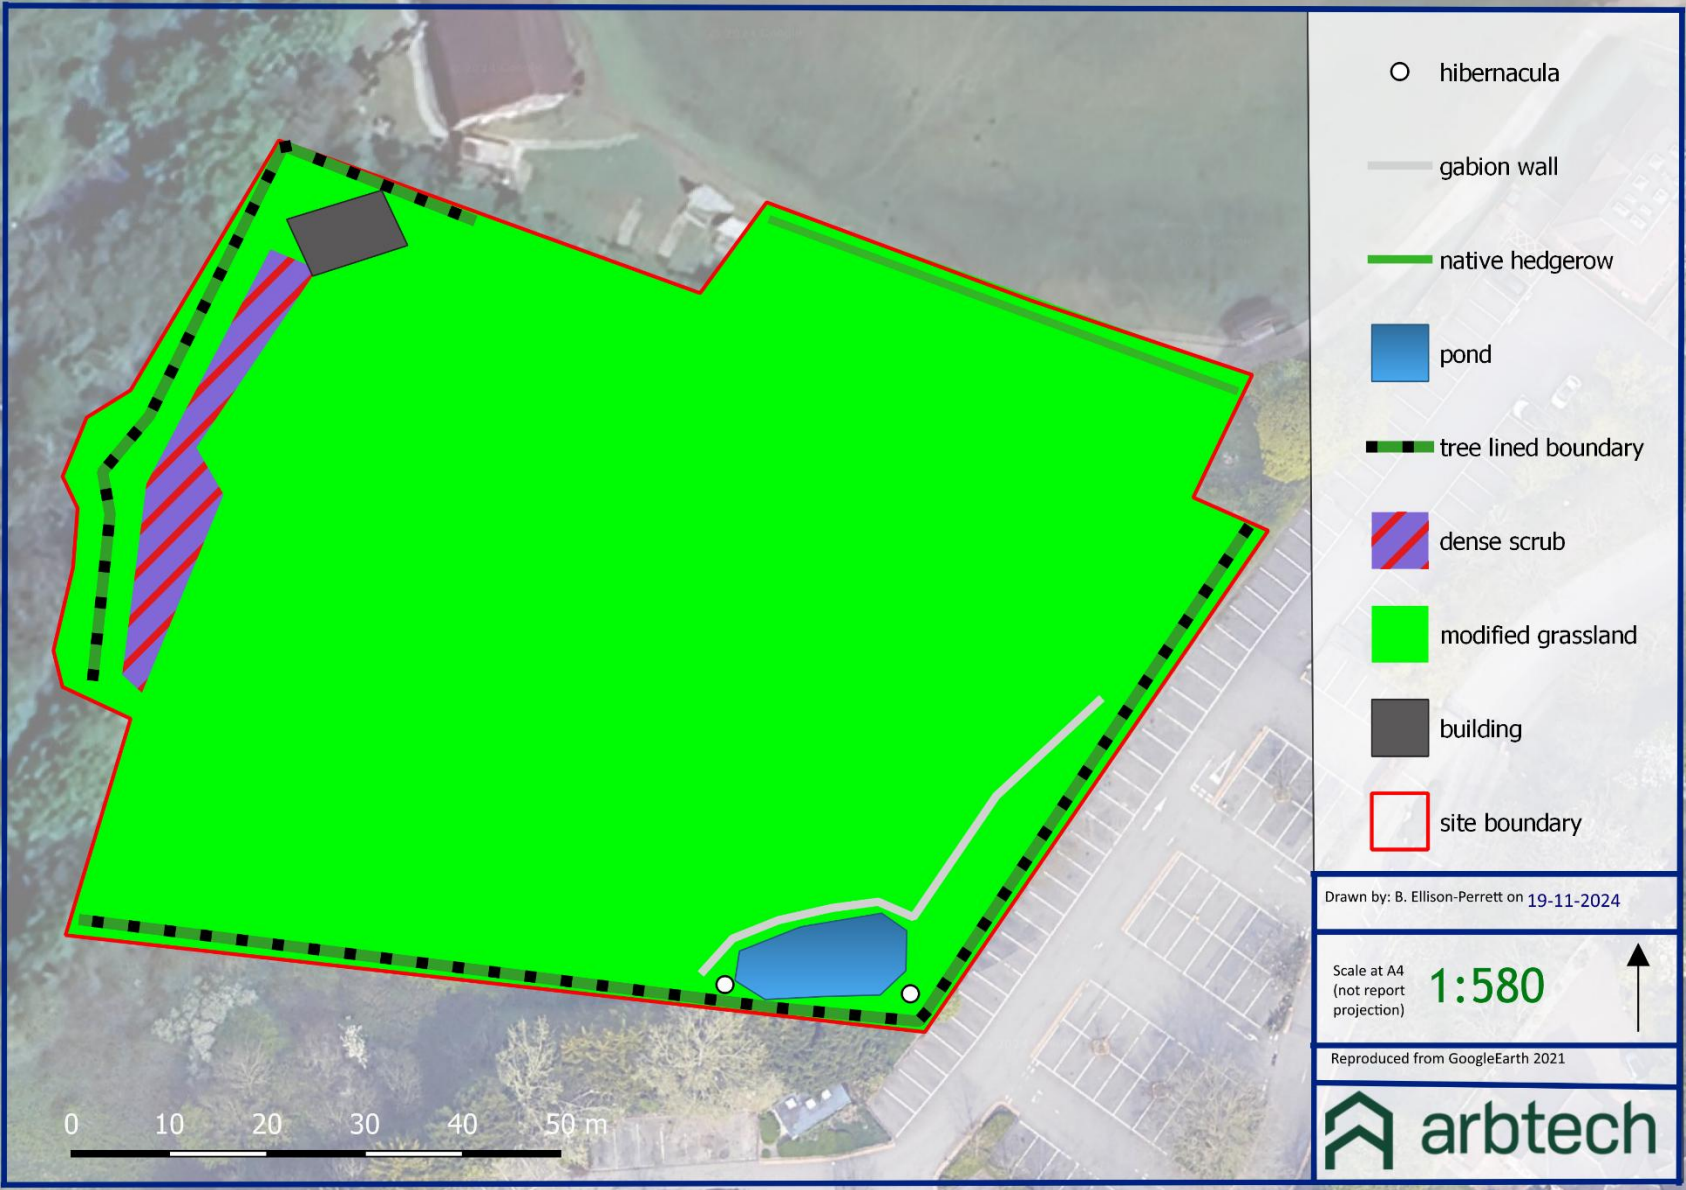 hibernacula
gabion wall
native hedgerow
pond
tree lined boundary
dense scrub
modified grassland
building
site boundary
Drawn by: B. Ellison-Perrett on 19-11-2024
Scale at A4
(not report
projection)
1:580
Reproduced from GoogleEarth 2021
arbtech
0 10 20 30 40 50 m